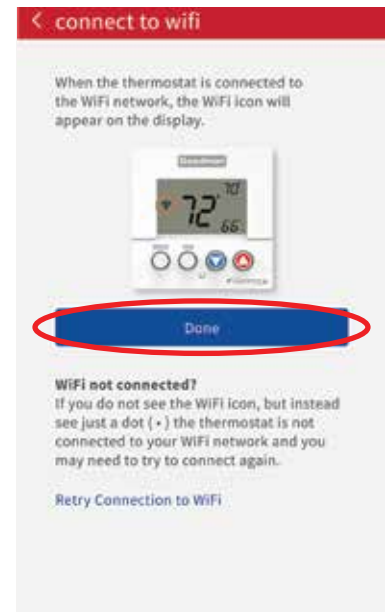 < connect to wifi
When the thermostat is connected to
the WiFi network, the WiFi icon will
appear on the display.
70
72
66
Done
WiFi not connected?
If you do not see the WiFi icon, but instead
see just a dot ( • ) the thermostat is not
connected to your WiFi network and you
may need to try to connect again.
Retry Connection to WiFi